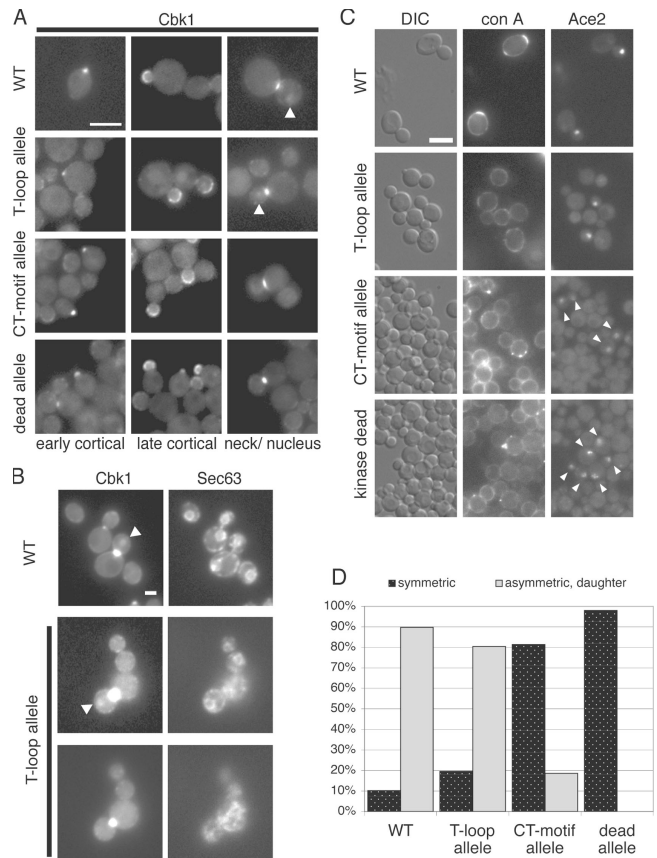 A
Cbk1
WT
T-loop allele
CT-motif allele
dead allele
early cortical
late cortical
neck/ nucleus
B
Cbk1
Sec63
WT
T-loop allele
C
DIC
con A
Ace2
WT
T-loop allele
CT-motif allele
kinase dead
D
symmetric
asymmetric, daughter
100%
90%
80%
70%
60%
50%
40%
30%
20%
10%
0%
WT
T-loop
allele
CT-motif
allele
dead
allele